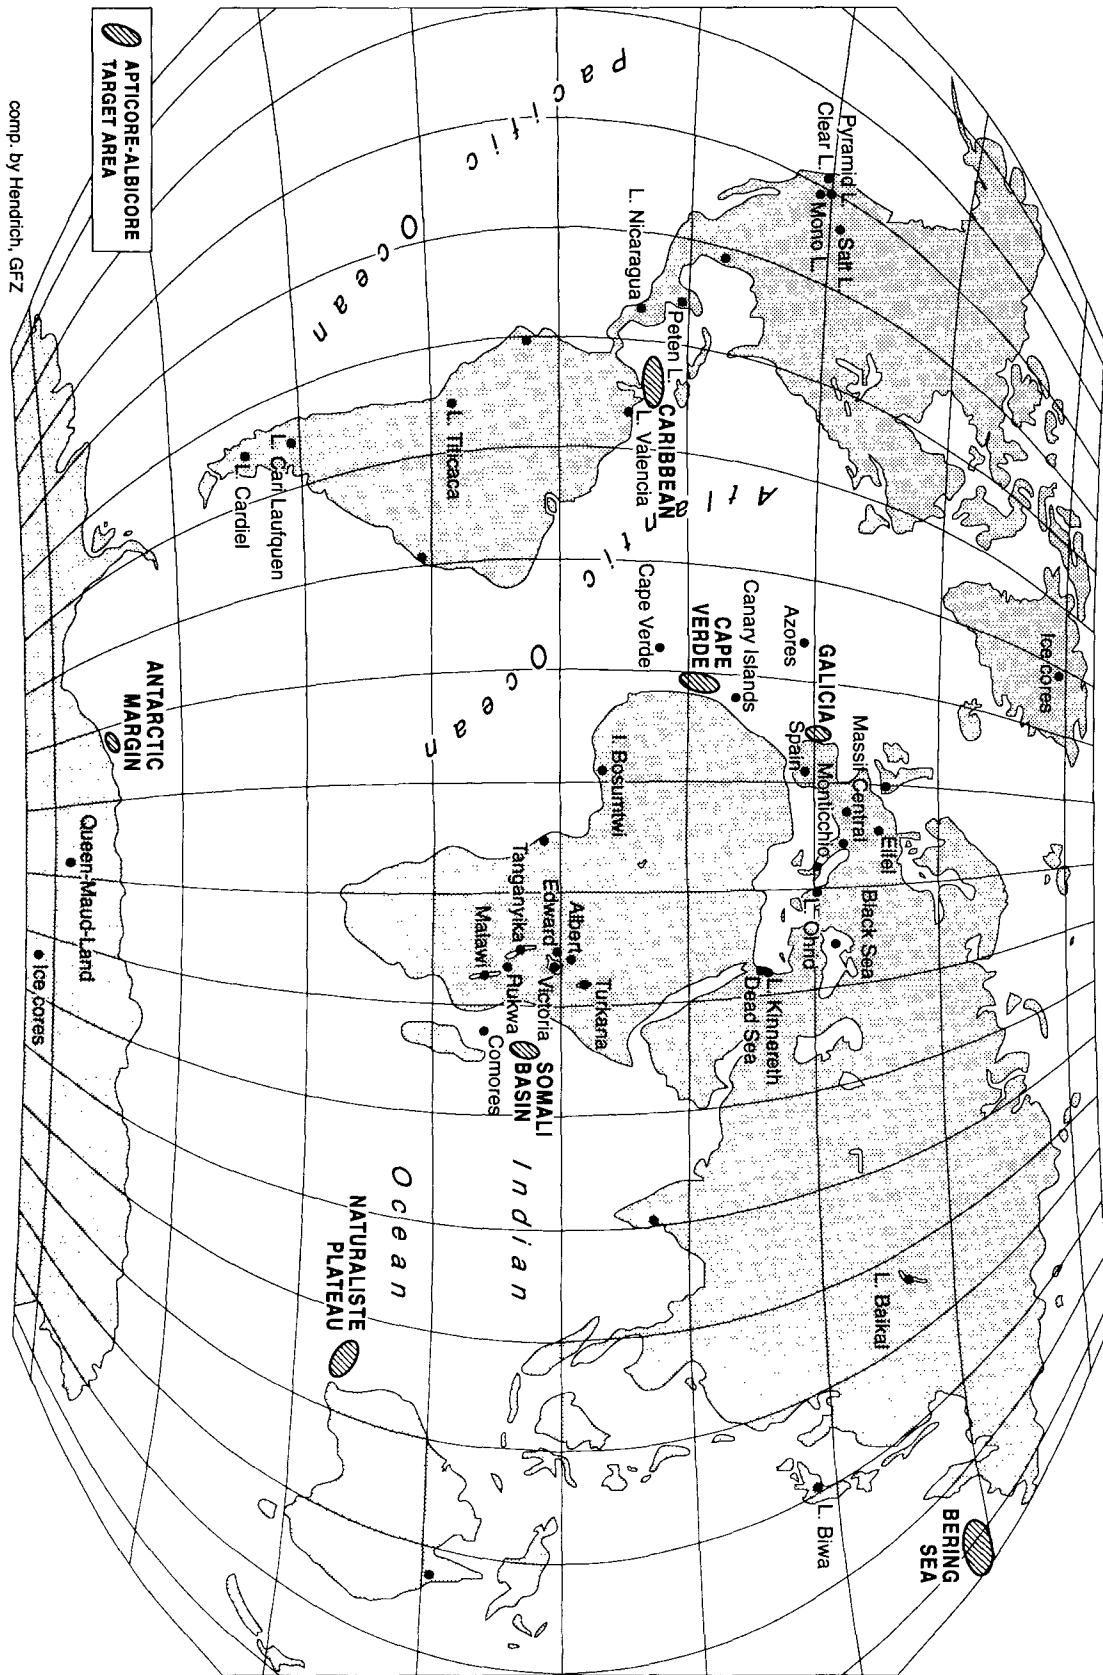 Pacific
Ocean
Atlantic
Ocean
Indian
Ocean
Ice cores
Pyramid L.
Clear L.
Salt L.
Mono L.
L. Nicaragua
Peten L.
CARIBBEAN
L. Valencia
L. Titicaca
L. Cari Laufquen
L. Cardiel
Azores
Canary Islands
CAPE
VERDE
Cape Verde
GALICIA
Spain
Massif Central
Monticchio
Eifel
Black Sea
L. Ohrid
L. Kinnereth
Dead Sea
l. Bosumtwi
Albert
Edward
Tanganyika
Malawi
Turkana
Victoria
Rukwa
SOMALI
BASIN
Comores
L. Baikal
L. Biwa
BERING
SEA
NATURALISTE
PLATEAU
ANTARCTIC
MARGIN
Queen-Maud-Land
Ice cores
APTICORE-ALBICORE
TARGET AREA
comp. by Hendrich, GFZ